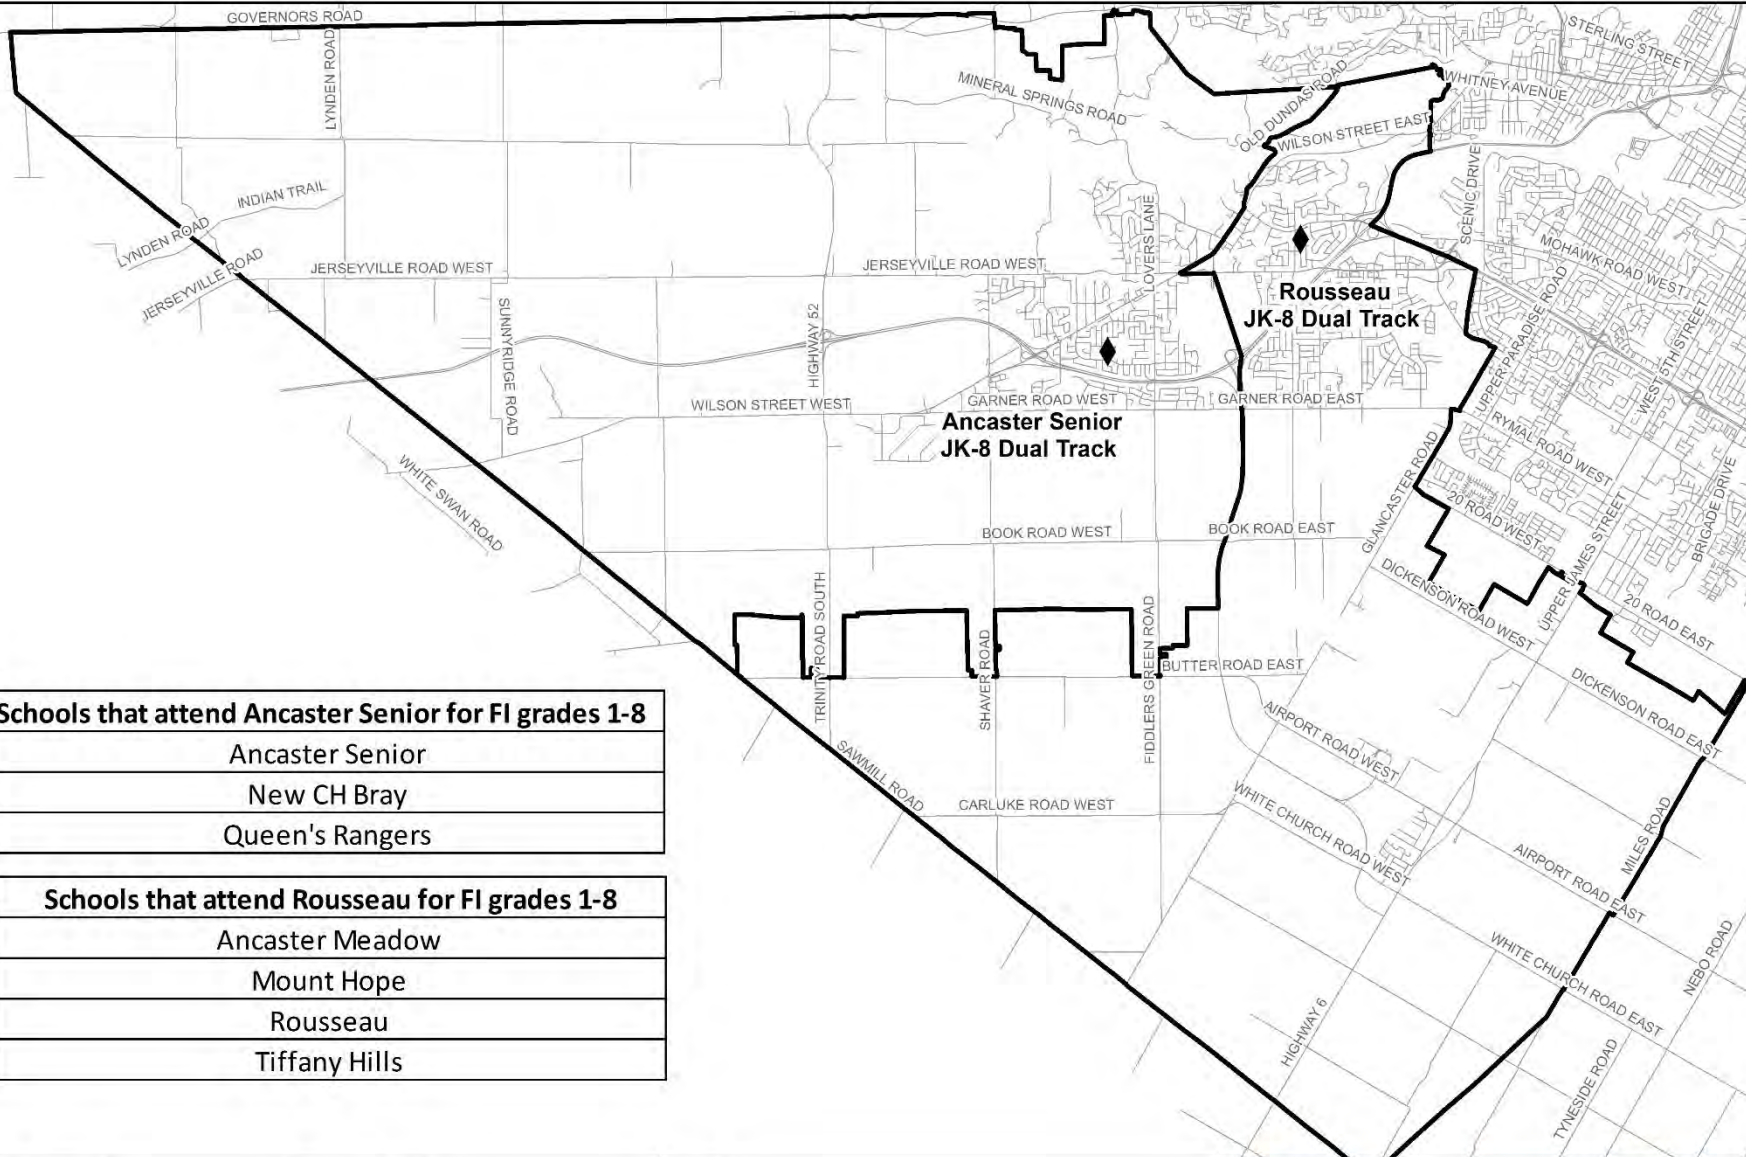 GOVERNORS ROAD
STERLING STREET
LYNDEN ROAD
MINERAL SPRINGS ROAD
OLD DUNDAS ROAD
WHITNEY AVENUE
WILSON STREET EAST
SCENIC DRIVE
INDIAN TRAIL
LYNDEN ROAD
JERSEYVILLE ROAD
JERSEYVILLE ROAD WEST
JERSEYVILLE ROAD WEST
LOVERS LANE
MOHAWK ROAD WEST
Rousseau
JK-8 Dual Track
SUNNYRIDGE ROAD
HIGHWAY 52
UPPER PARADISE ROAD
WEST 5TH STREET
WILSON STREET WEST
GARNER ROAD WEST
GARNER ROAD EAST
Ancaster Senior
JK-8 Dual Track
RYMAL ROAD WEST
WHITE SWAN ROAD
GLANCASTER ROAD
20 ROAD WEST
BRIGADE DRIVE
BOOK ROAD WEST
BOOK ROAD EAST
UPPER JAMES STREET
DICKENSON ROAD WEST
20 ROAD EAST
TRINITY ROAD SOUTH
SHAVER ROAD
FIDDLERS GREEN ROAD
BUTTER ROAD EAST
DICKENSON ROAD EAST
AIRPORT ROAD WEST
SAWMILL ROAD
CARLUKE ROAD WEST
WHITE CHURCH ROAD WEST
MILES ROAD
AIRPORT ROAD EAST
WHITE CHURCH ROAD EAST
NEBO ROAD
HIGHWAY 6
TYNESIDE ROAD
Schools that attend Ancaster Senior for FI grades 1-8
Ancaster Senior
New CH Bray
Queen's Rangers
Schools that attend Rousseau for FI grades 1-8
Ancaster Meadow
Mount Hope
Rousseau
Tiffany Hills